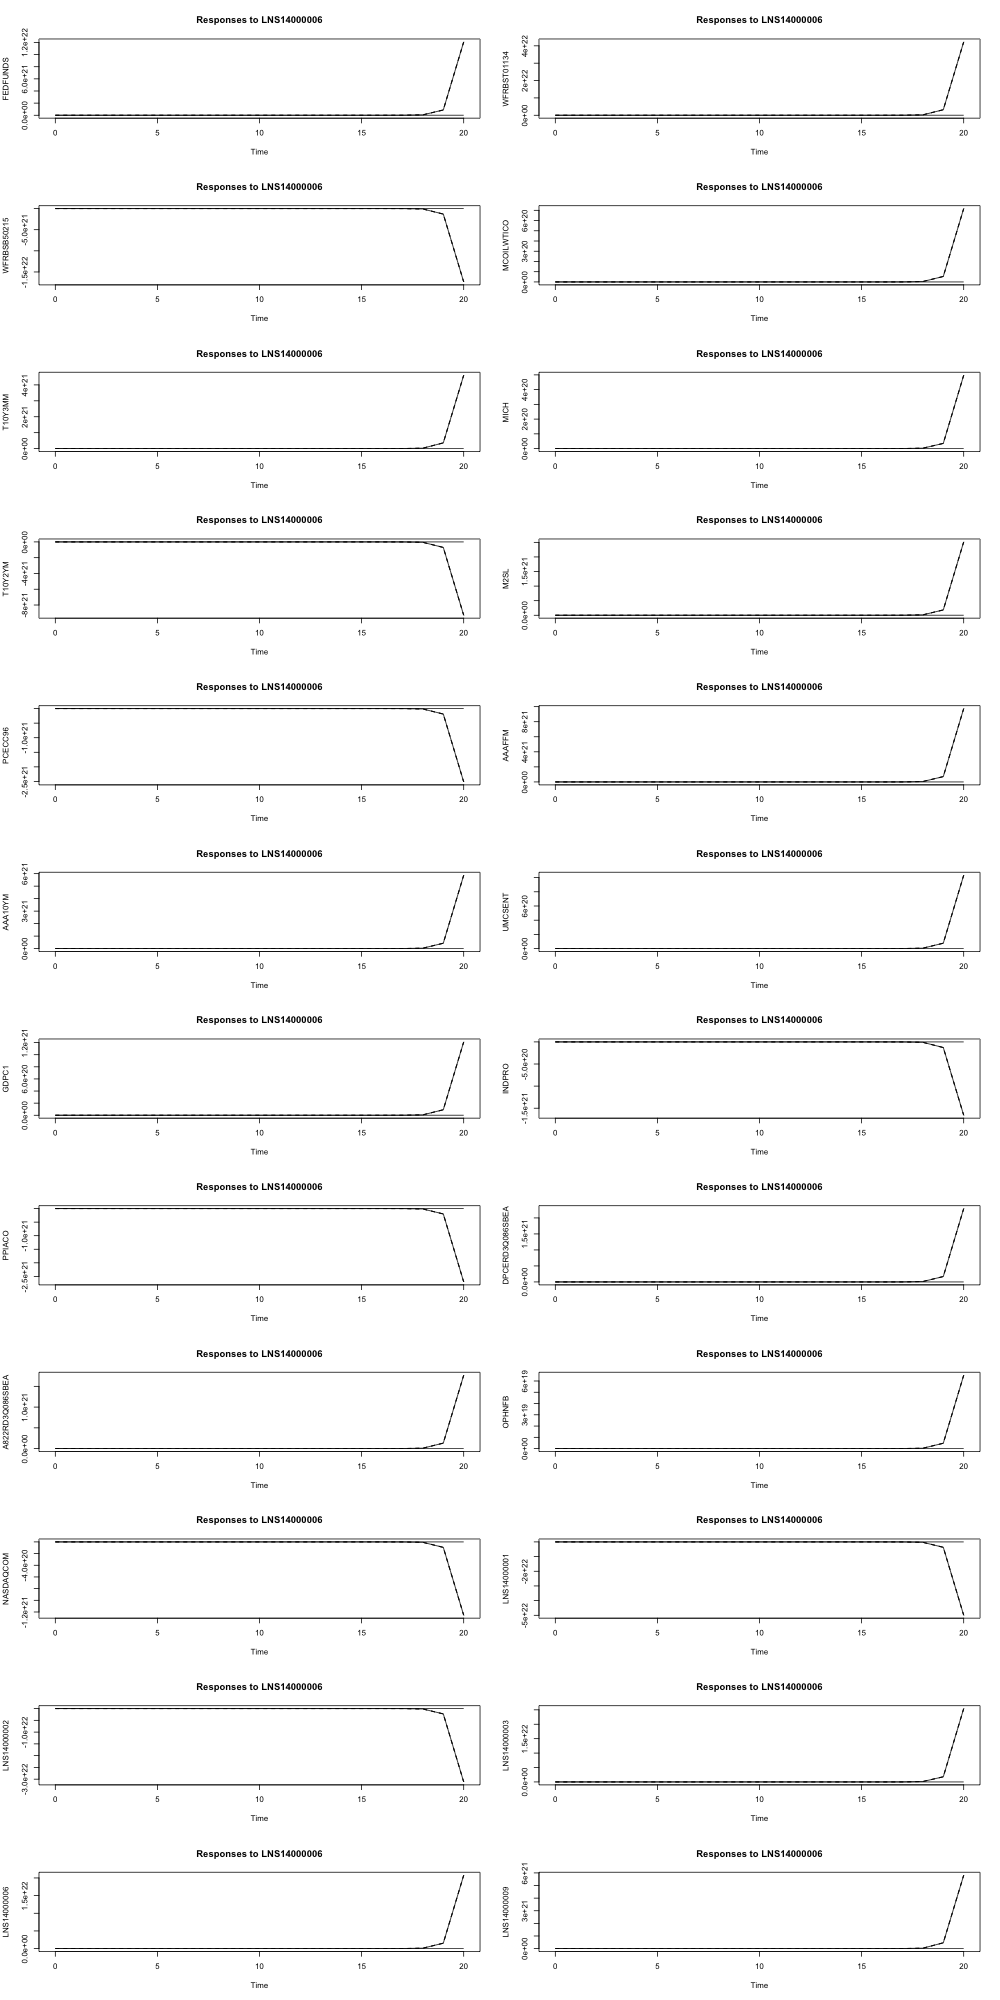 Responses to LNS14000006
FEDFUNDS
0.0e+00 6.0e+21 1.2e+22
0 5 10 15 20
Time
Responses to LNS14000006
WFRBST01134
0e+00 2e+22 4e+22
0 5 10 15 20
Time
Responses to LNS14000006
WFRBSB50215
-1.5e+22 -5.0e+21
0 5 10 15 20
Time
Responses to LNS14000006
MCOILWTICO
0e+00 3e+20 6e+20
0 5 10 15 20
Time
Responses to LNS14000006
T10Y3MM
0e+00 2e+21 4e+21
0 5 10 15 20
Time
Responses to LNS14000006
MICH
0e+00 2e+20 4e+20
0 5 10 15 20
Time
Responses to LNS14000006
T10Y2YM
-8e+21 -4e+21 0e+00
0 5 10 15 20
Time
Responses to LNS14000006
M2SL
0.0e+00 1.5e+21
0 5 10 15 20
Time
Responses to LNS14000006
PCECC96
-2.5e+21 -1.0e+21
0 5 10 15 20
Time
Responses to LNS14000006
AAAFFM
0e+00 4e+21 8e+21
0 5 10 15 20
Time
Responses to LNS14000006
AAA10YM
0e+00 3e+21 6e+21
0 5 10 15 20
Time
Responses to LNS14000006
UMCSENT
0e+00 6e+20
0 5 10 15 20
Time
Responses to LNS14000006
GDPC1
0.0e+00 6.0e+20 1.2e+21
0 5 10 15 20
Time
Responses to LNS14000006
INDPRO
-1.5e+21 -5.0e+20
0 5 10 15 20
Time
Responses to LNS14000006
PPIACO
-2.5e+21 -1.0e+21
0 5 10 15 20
Time
Responses to LNS14000006
DPCERD3Q086SBEA
0.0e+00 1.5e+21
0 5 10 15 20
Time
Responses to LNS14000006
A822RD3Q086SBEA
0.0e+00 1.0e+21
0 5 10 15 20
Time
Responses to LNS14000006
OPHNFB
0e+00 3e+19 6e+19
0 5 10 15 20
Time
Responses to LNS14000006
NASDAQCOM
-1.2e+21 -4.0e+20
0 5 10 15 20
Time
Responses to LNS14000006
LNS14000001
-5e+22 -2e+22
0 5 10 15 20
Time
Responses to LNS14000006
LNS14000002
-3.0e+22 -1.0e+22
0 5 10 15 20
Time
Responses to LNS14000006
LNS14000003
0.0e+00 1.5e+22
0 5 10 15 20
Time
Responses to LNS14000006
LNS14000006
0.0e+00 1.5e+22
0 5 10 15 20
Time
Responses to LNS14000006
LNS14000009
0e+00 3e+21 6e+21
0 5 10 15 20
Time